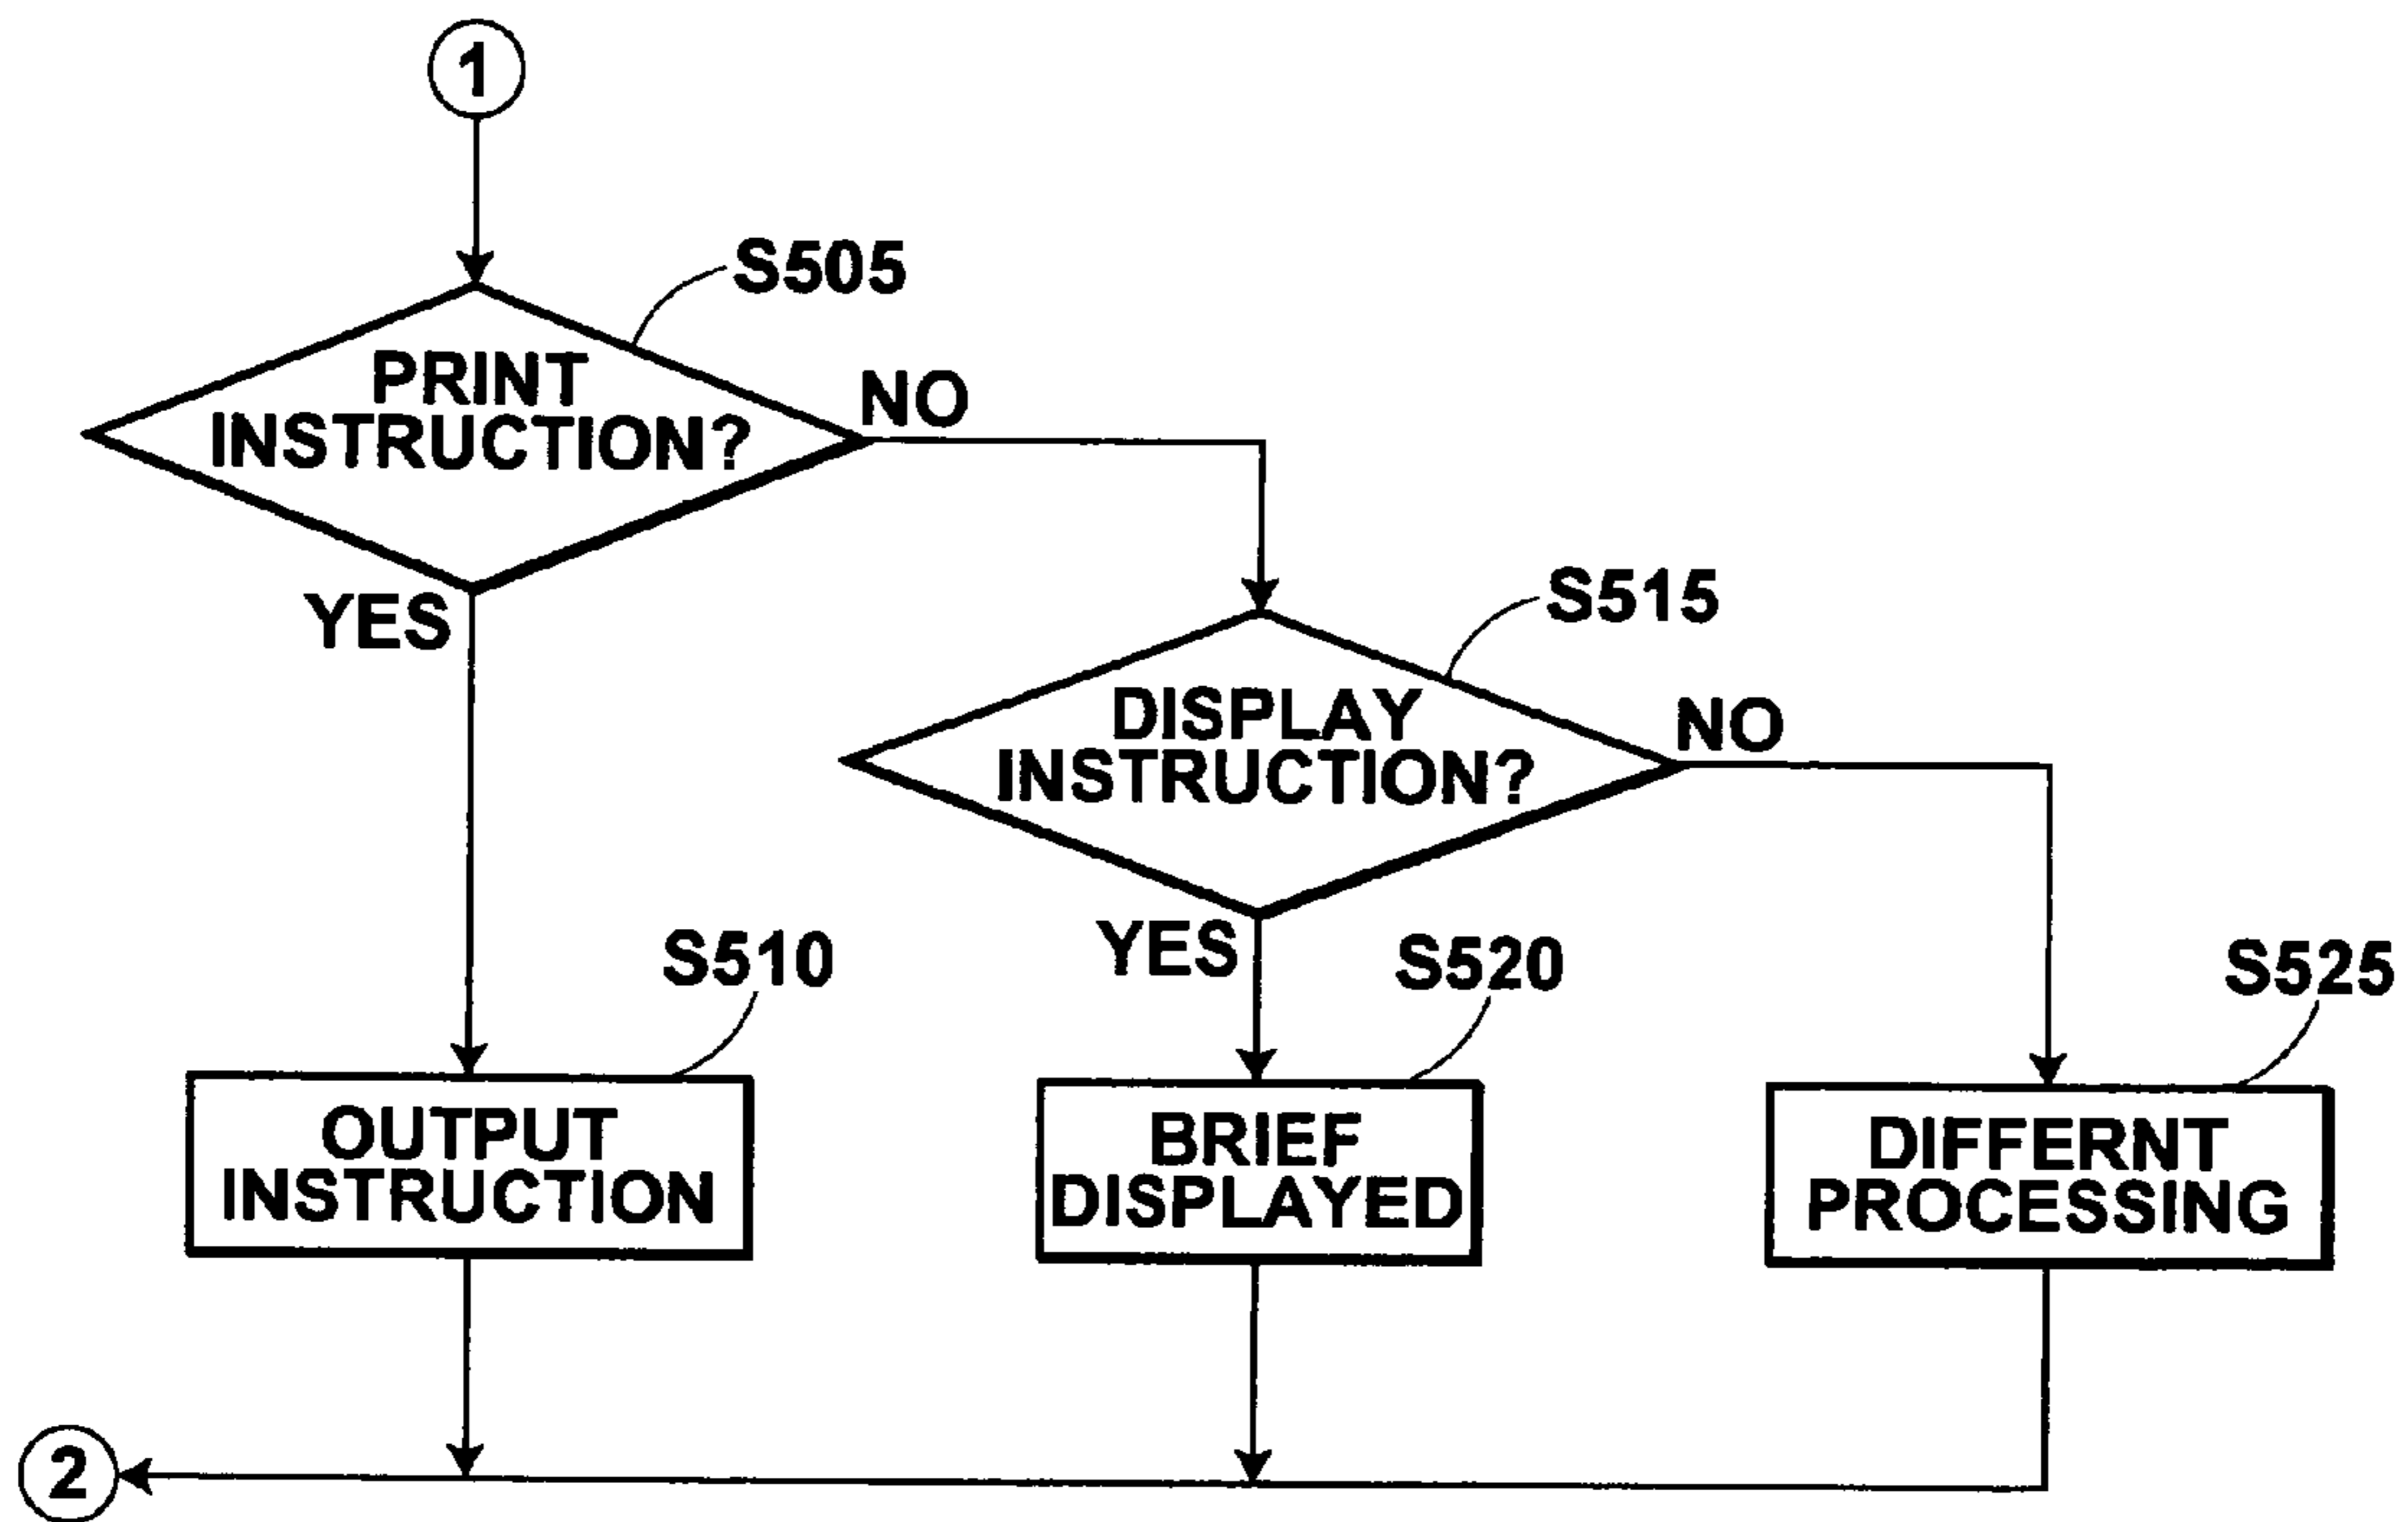 1
S505
PRINT
INSTRUCTION?
NO
YES
S515
DISPLAY
INSTRUCTION?
NO
YES
S510
S520
S525
OUTPUT
INSTRUCTION
BRIEF
DISPLAYED
DIFFERNT
PROCESSING
2